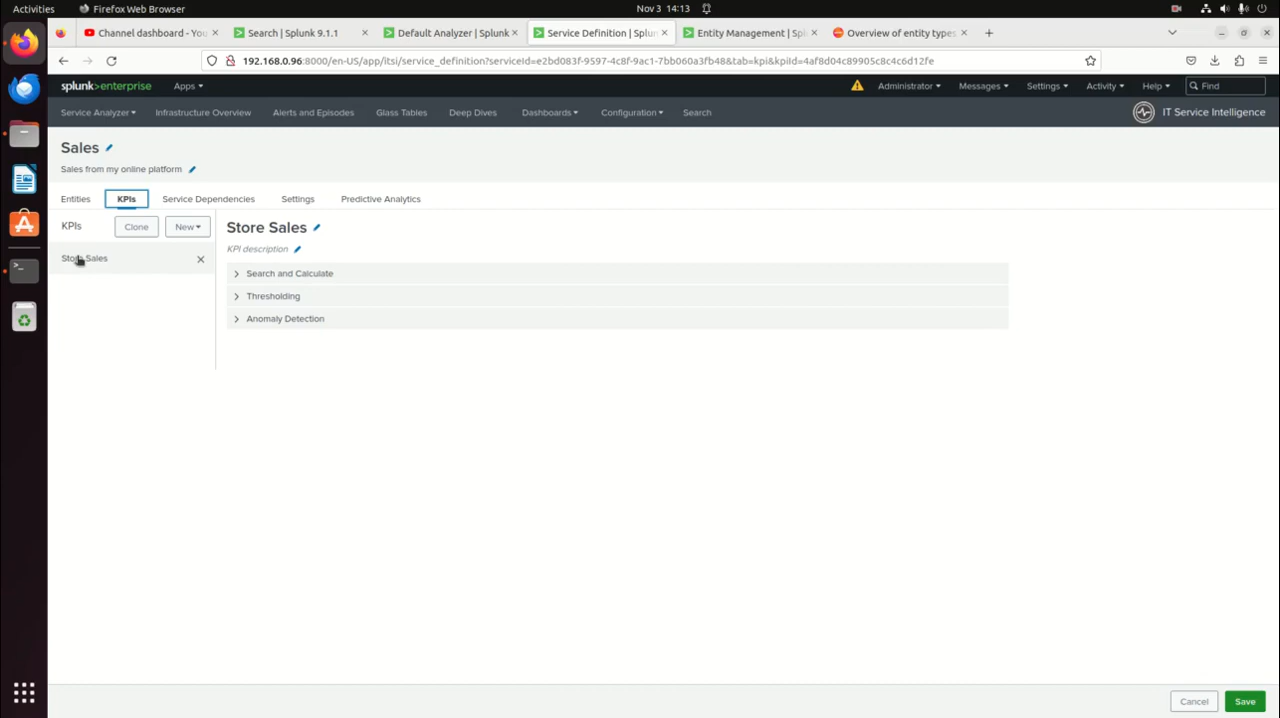 Activities
Firefox Web Browser
Nov 3 14:13
Channel dashboard - You
Search | Splunk 9.1.1
Default Analyzer | Splunk
Service Definition | Splun
Entity Management | Spl
Overview of entity types
192.168.0.96:8000/en-US/app/itsi/service_definition?serviceId=e2bd083f-9597-4c8f-9ac1-7bb060a3fb48&tab=kpi&kpiId=4af8d04c89905c8c4c6d12fe
splunk>enterprise
Apps
Administrator
Messages
Settings
Activity
Help
Find
Service Analyzer
Infrastructure Overview
Alerts and Episodes
Glass Tables
Deep Dives
Dashboards
Configuration
Search
IT Service Intelligence
Sales
Sales from my online platform
Entities
KPIs
Service Dependencies
Settings
Predictive Analytics
KPIs
Clone
New
Store Sales
Store Sales
KPI description
Search and Calculate
Thresholding
Anomaly Detection
Cancel
Save